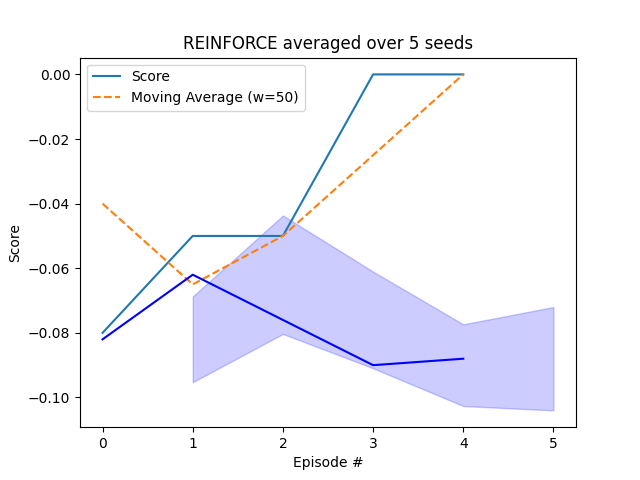 REINFORCE averaged over 5 seeds
Score
Moving Average (w=50)
0.00
−0.02
−0.04
−0.06
−0.08
−0.10
Score
0 1 2 3 4 5
Episode #